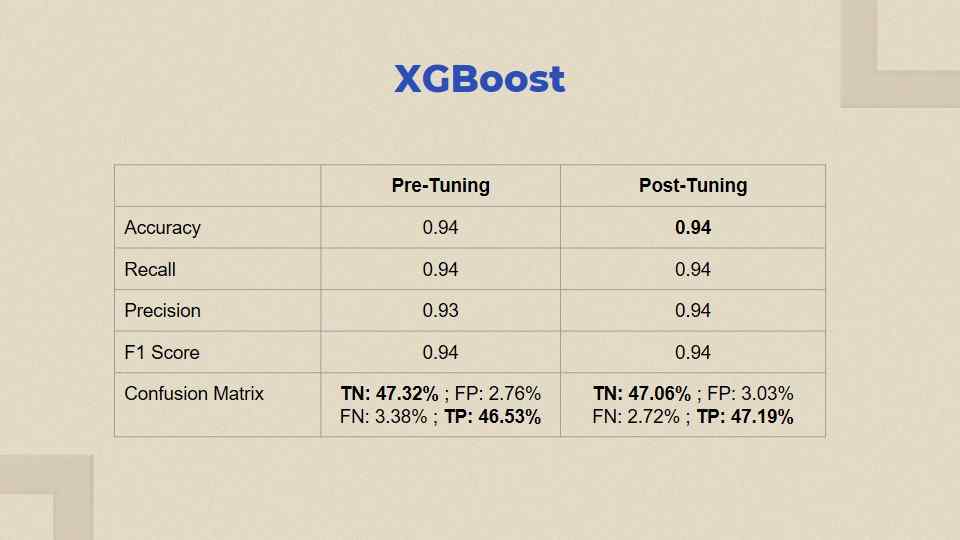 XGBoost
Pre-Tuning Post-Tuning
Accuracy 0.94 0.94
Recall 0.94 0.94
Precision 0.93 0.94
F1 Score 0.94 0.94
Confusion Matrix TN: 47.32% ; FP: 2.76% TN: 47.06% ; FP: 3.03%
FN: 3.38% ; TP: 46.53% FN: 2.72% ; TP: 47.19%